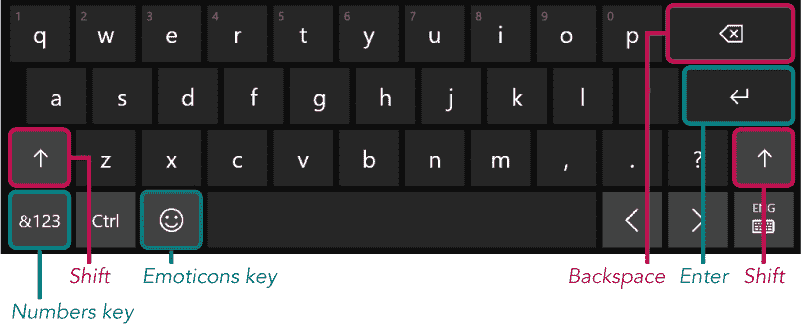 1 2 3 4 5 6 7 8 9 0
q w e r t y u i o p
a s d f g h j k l
z x c v b n m , . ?
&123 Ctrl < > ENG
Shift Emoticons key Backspace Enter Shift
Numbers key